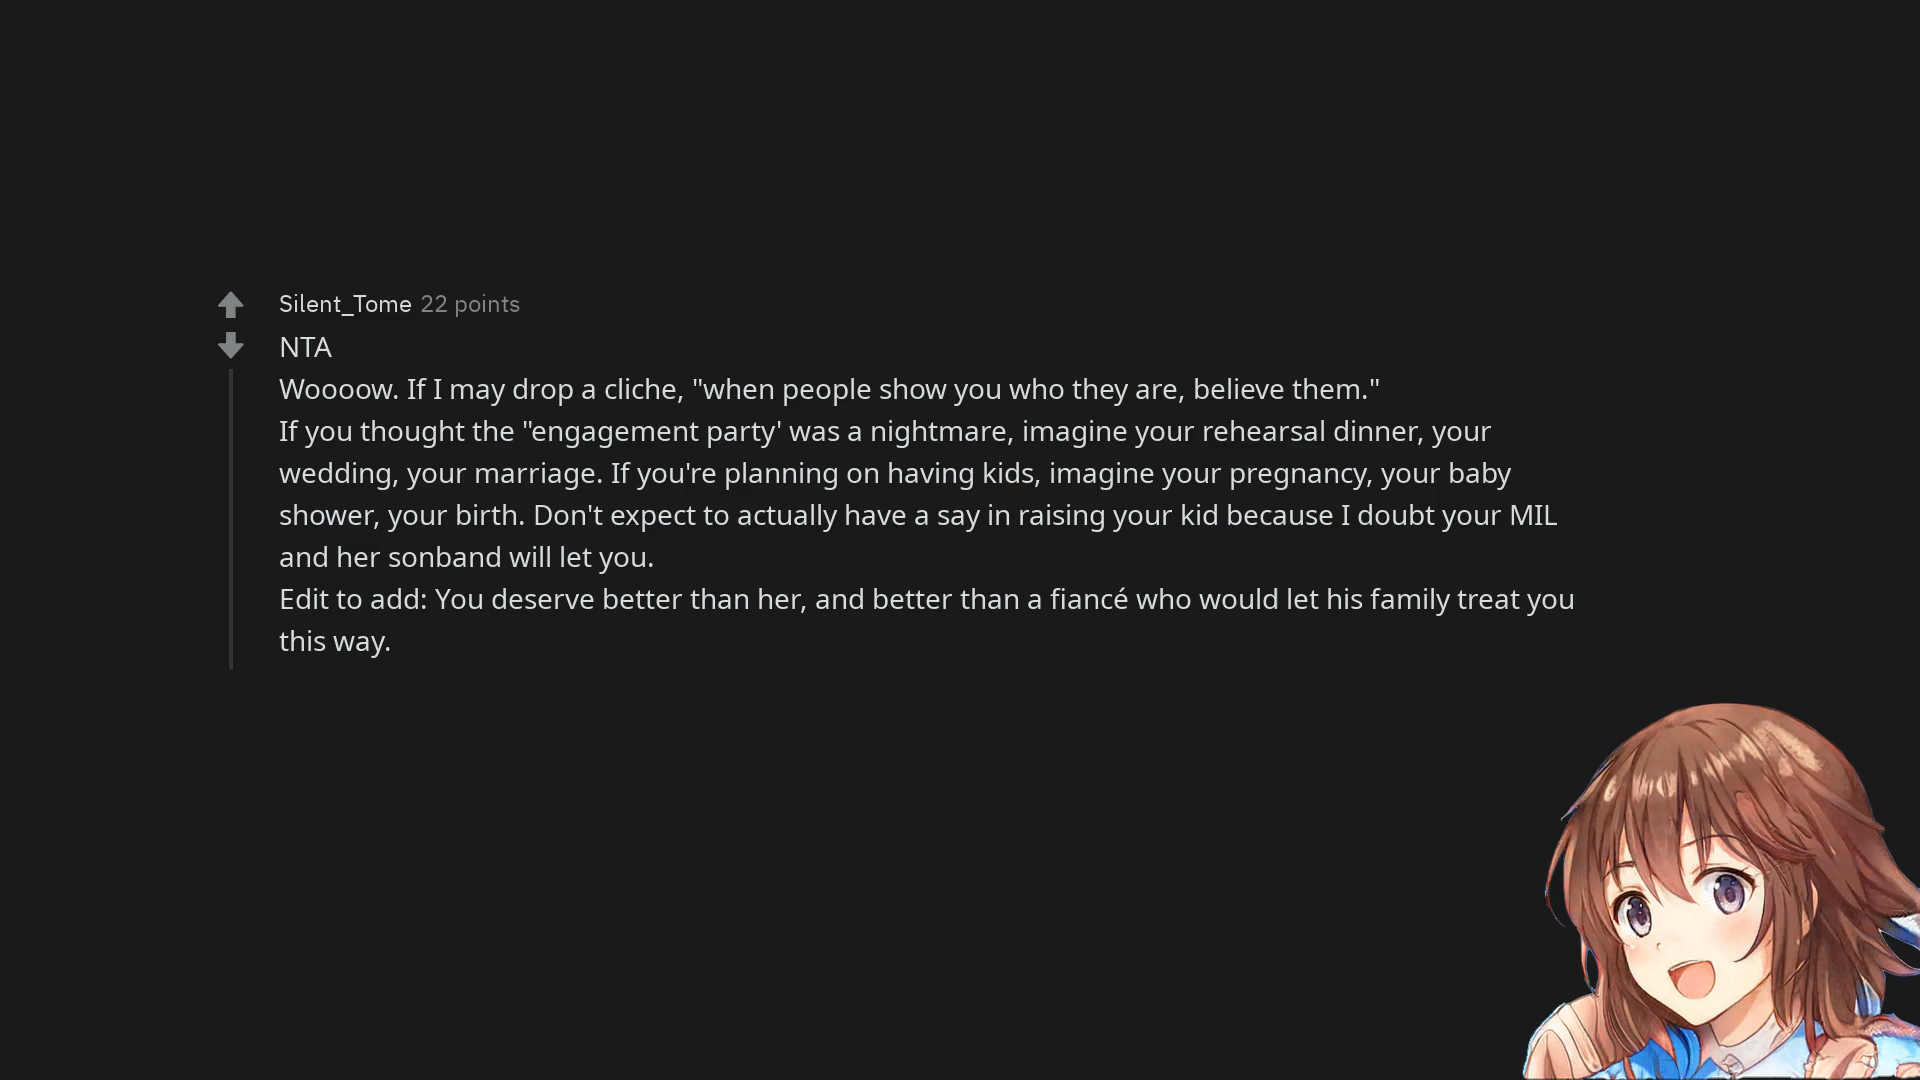 Silent_Tome 22 points
NTA
Woooow. If I may drop a cliche, "when people show you who they are, believe them."
If you thought the "engagement party' was a nightmare, imagine your rehearsal dinner, your
wedding, your marriage. If you're planning on having kids, imagine your pregnancy, your baby
shower, your birth. Don't expect to actually have a say in raising your kid because I doubt your MIL
and her sonband will let you.
Edit to add: You deserve better than her, and better than a fiancé who would let his family treat you
this way.